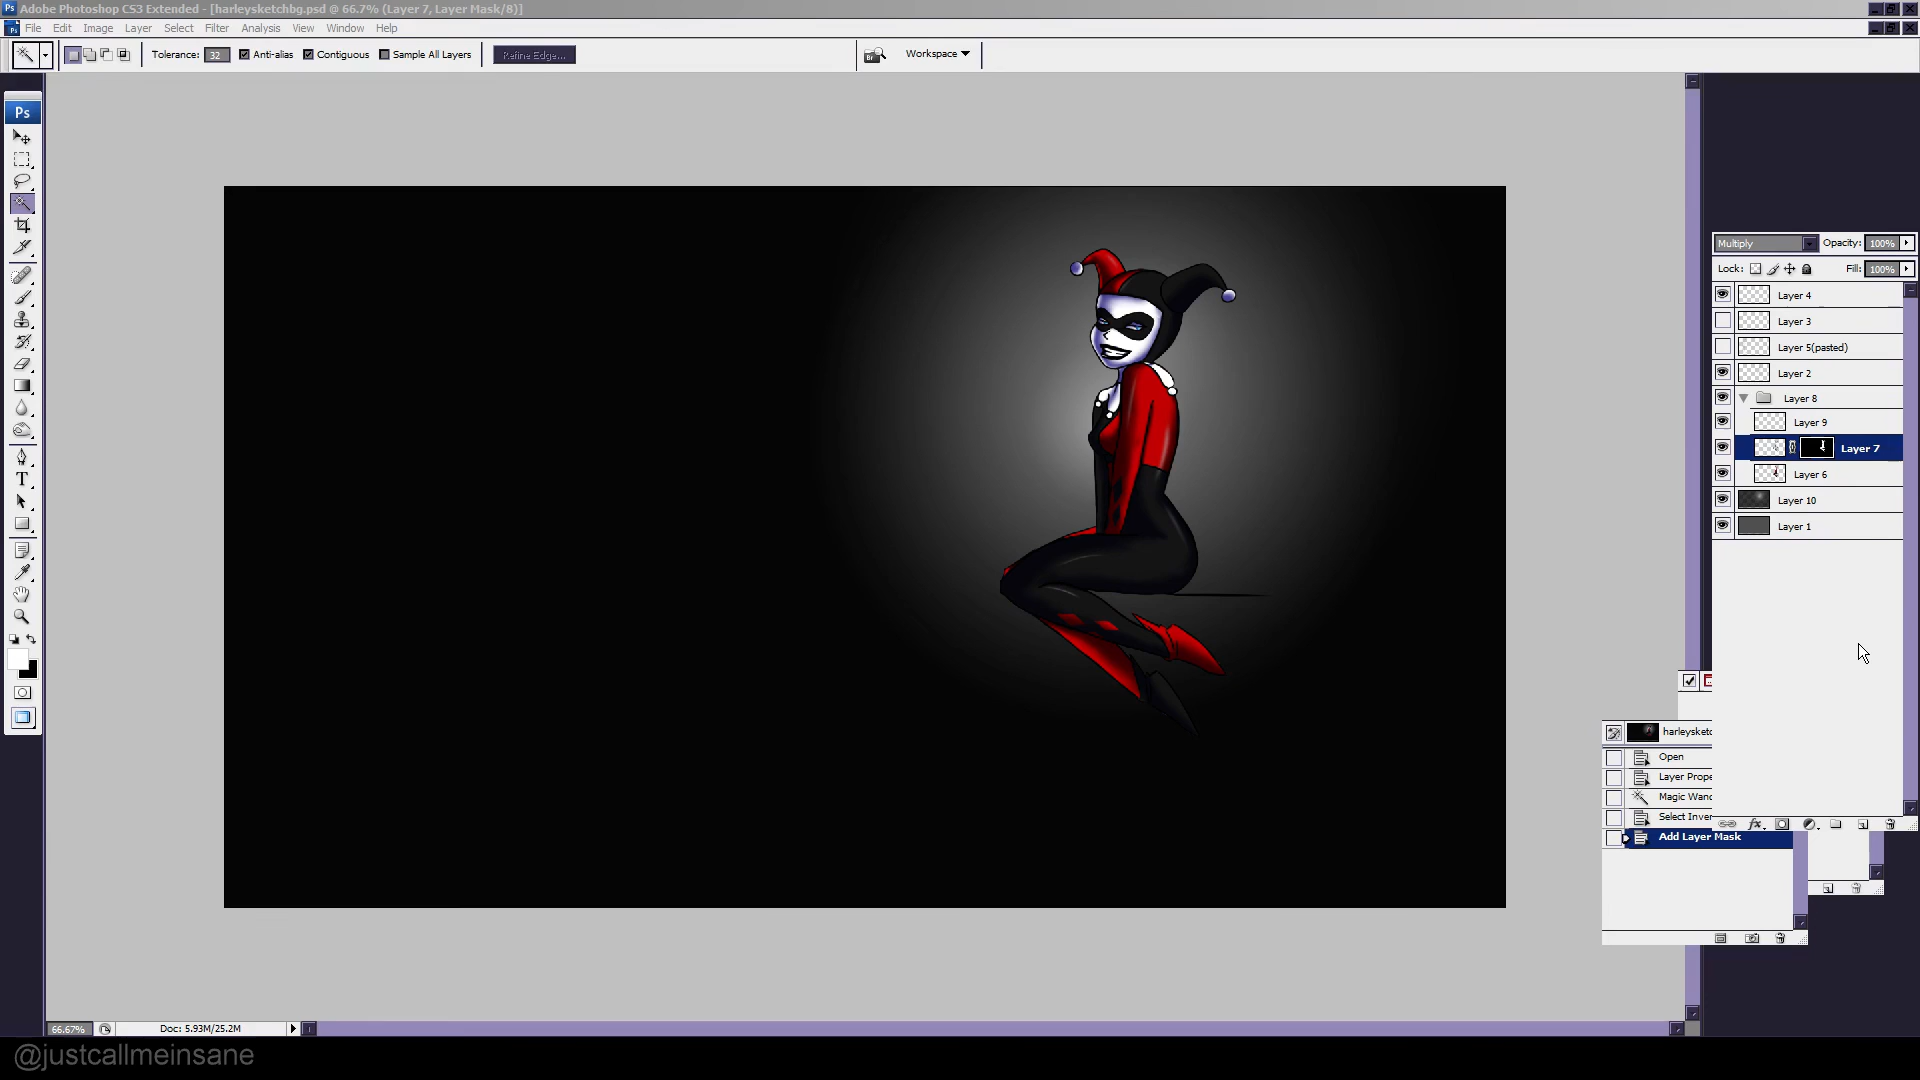 Adobe Photoshop CS3 Extended - [harleysketchbg.psd @ 66.7% (Layer 7, Layer Mask/8)]
File Edit Image Layer Select Filter Analysis View Window Help
Tolerance: 32 Anti-alias Contiguous Sample All Layers Refine Edge... Workspace
Ps
Multiply Opacity: 100%
Lock: Fill: 100%
Layer 4
Layer 3
Layer 5(pasted)
Layer 2
Layer 8
Layer 9
Layer 7
Layer 6
Layer 10
Layer 1
harleysketc
Open
Layer Prope
Magic Wand
Select Inver
Add Layer Mask
66.67% Doc: 5.93M/25.2M
@justcallmeinsane